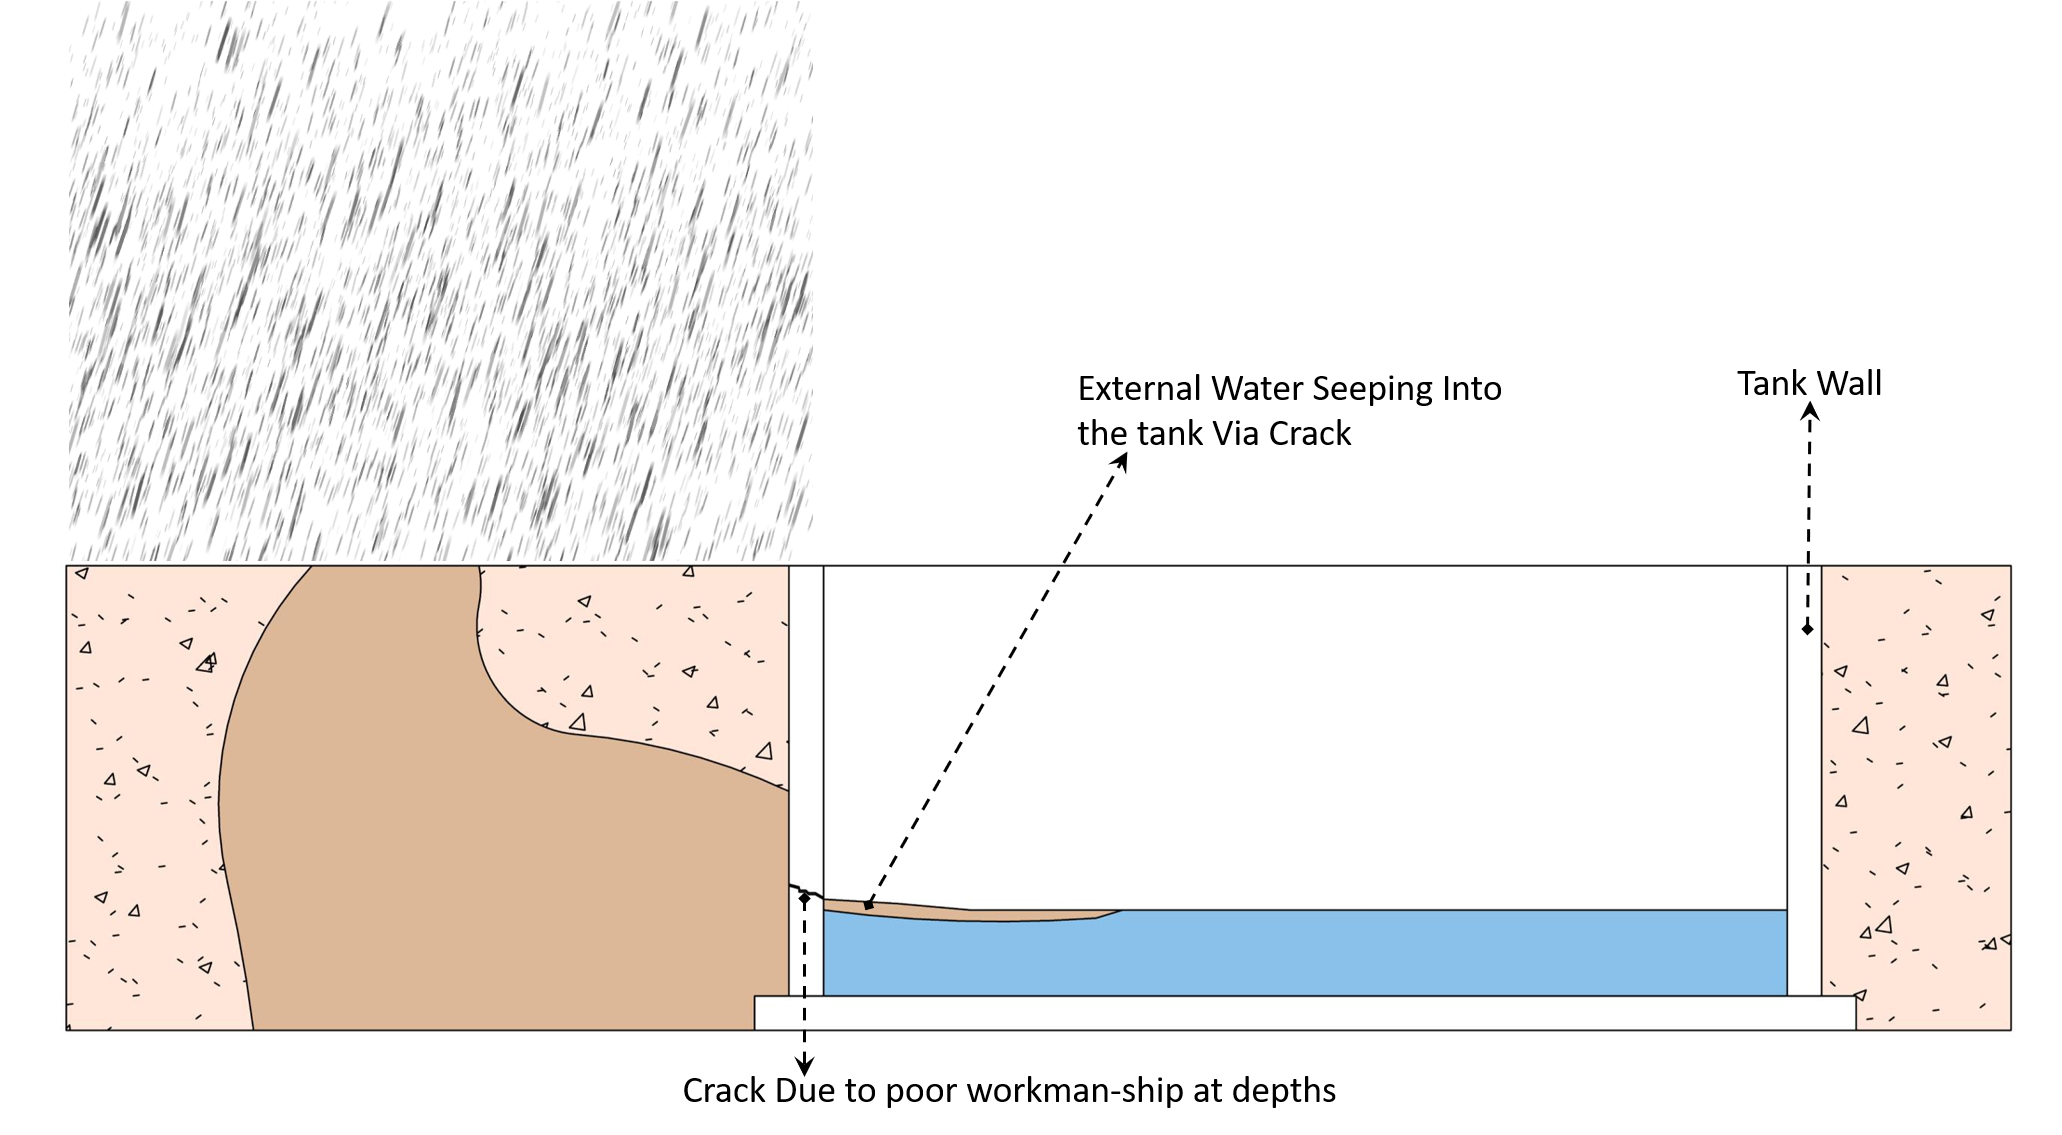 External Water Seeping Into
the tank Via Crack
Tank Wall
Crack Due to poor workman-ship at depths